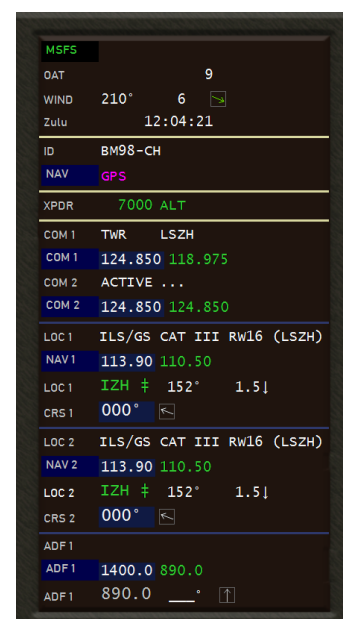 MSFS
OAT 9
WIND 210° 6
Zulu 12:04:21
ID BM98-CH
NAV GPS
XPDR 7000 ALT
COM 1 TWR LSZH
COM 1 124.850 118.975
COM 2 ACTIVE ...
COM 2 124.850 124.850
LOC 1 ILS/GS CAT III RW16 (LSZH)
NAV 1 113.90 110.50
LOC 1 IZH ‡ 152° 1.5↓
CRS 1 000°
LOC 2 ILS/GS CAT III RW16 (LSZH)
NAV 2 113.90 110.50
LOC 2 IZH ‡ 152° 1.5↓
CRS 2 000°
ADF 1
ADF 1 1400.0 890.0
ADF 1 890.0 ___° ↑